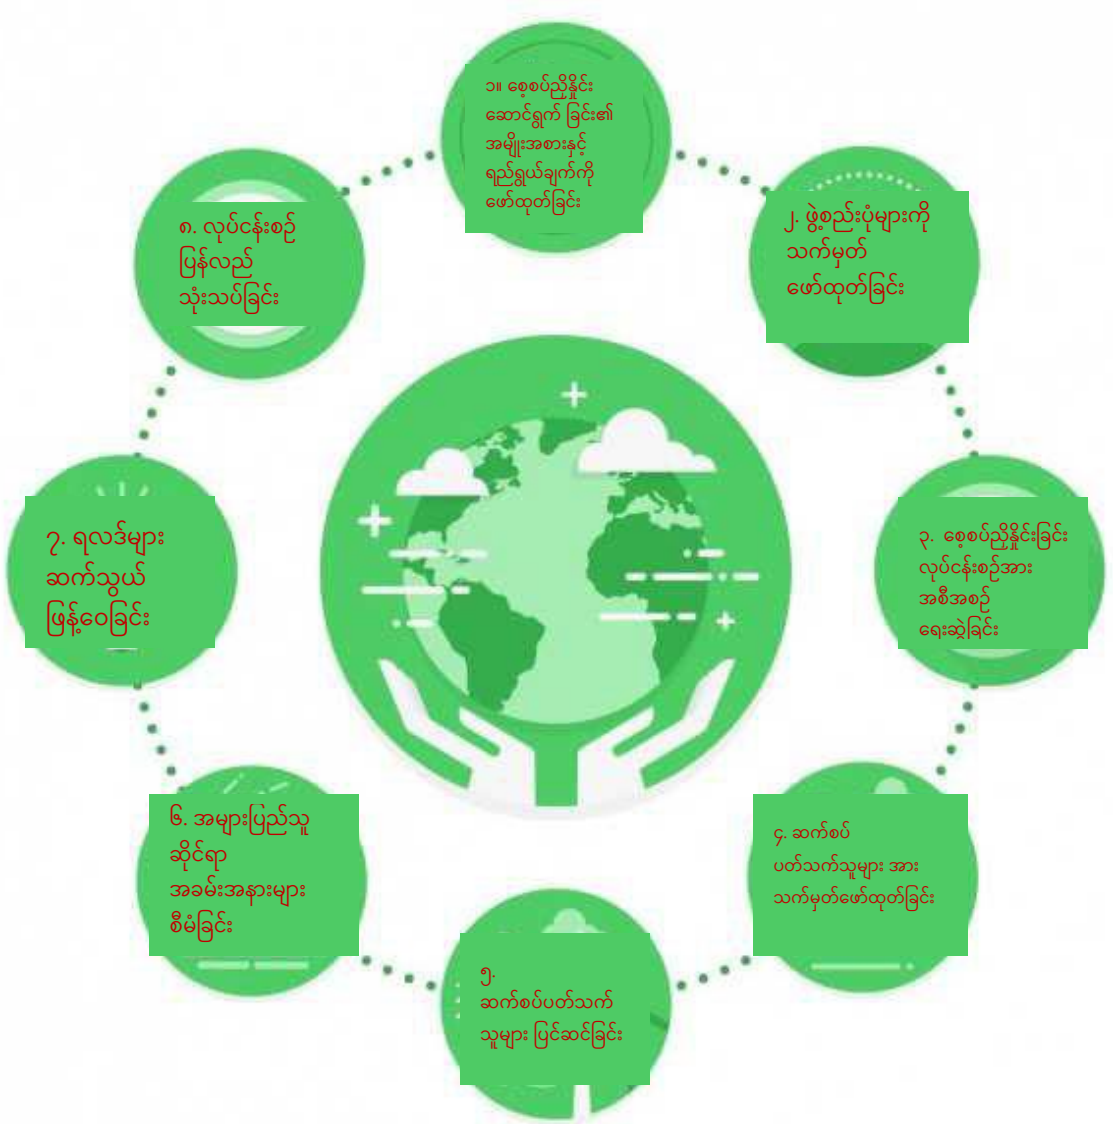 ၁။ စေ့စပ်ညှိနှိုင်း
ဆောင်ရွက် ခြင်း၏
အမျိုးအစားနှင့်
ရည်ရွယ်ချက်ကို
ဖော်ထုတ်ခြင်း
၂. ဖွဲ့စည်းပုံများကို
သက်မှတ်
ဖော်ထုတ်ခြင်း
၃. စေ့စပ်ညှိနှိုင်းခြင်း
လုပ်ငန်းစဉ်အား
အစီအစဉ်
ရေးဆွဲခြင်း
၄. ဆက်စပ်
ပတ်သက်သူများ အား
သက်မှတ်ဖော်ထုတ်ခြင်း
၅.
ဆက်စပ်ပတ်သက်
သူများ ပြင်ဆင်ခြင်း
၆. အများပြည်သူ
ဆိုင်ရာ
အခမ်းအနားများ
စီမံခြင်း
၇. ရလဒ်များ
ဆက်သွယ်
ဖြန့်ဝေခြင်း
၈. လုပ်ငန်းစဉ်
ပြန်လည်
သုံးသပ်ခြင်း